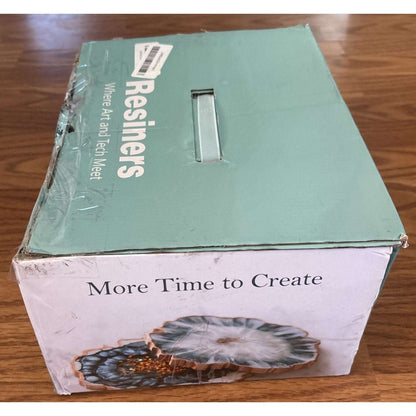 Resiners
Where Art and Tech Meet
More Time to Create